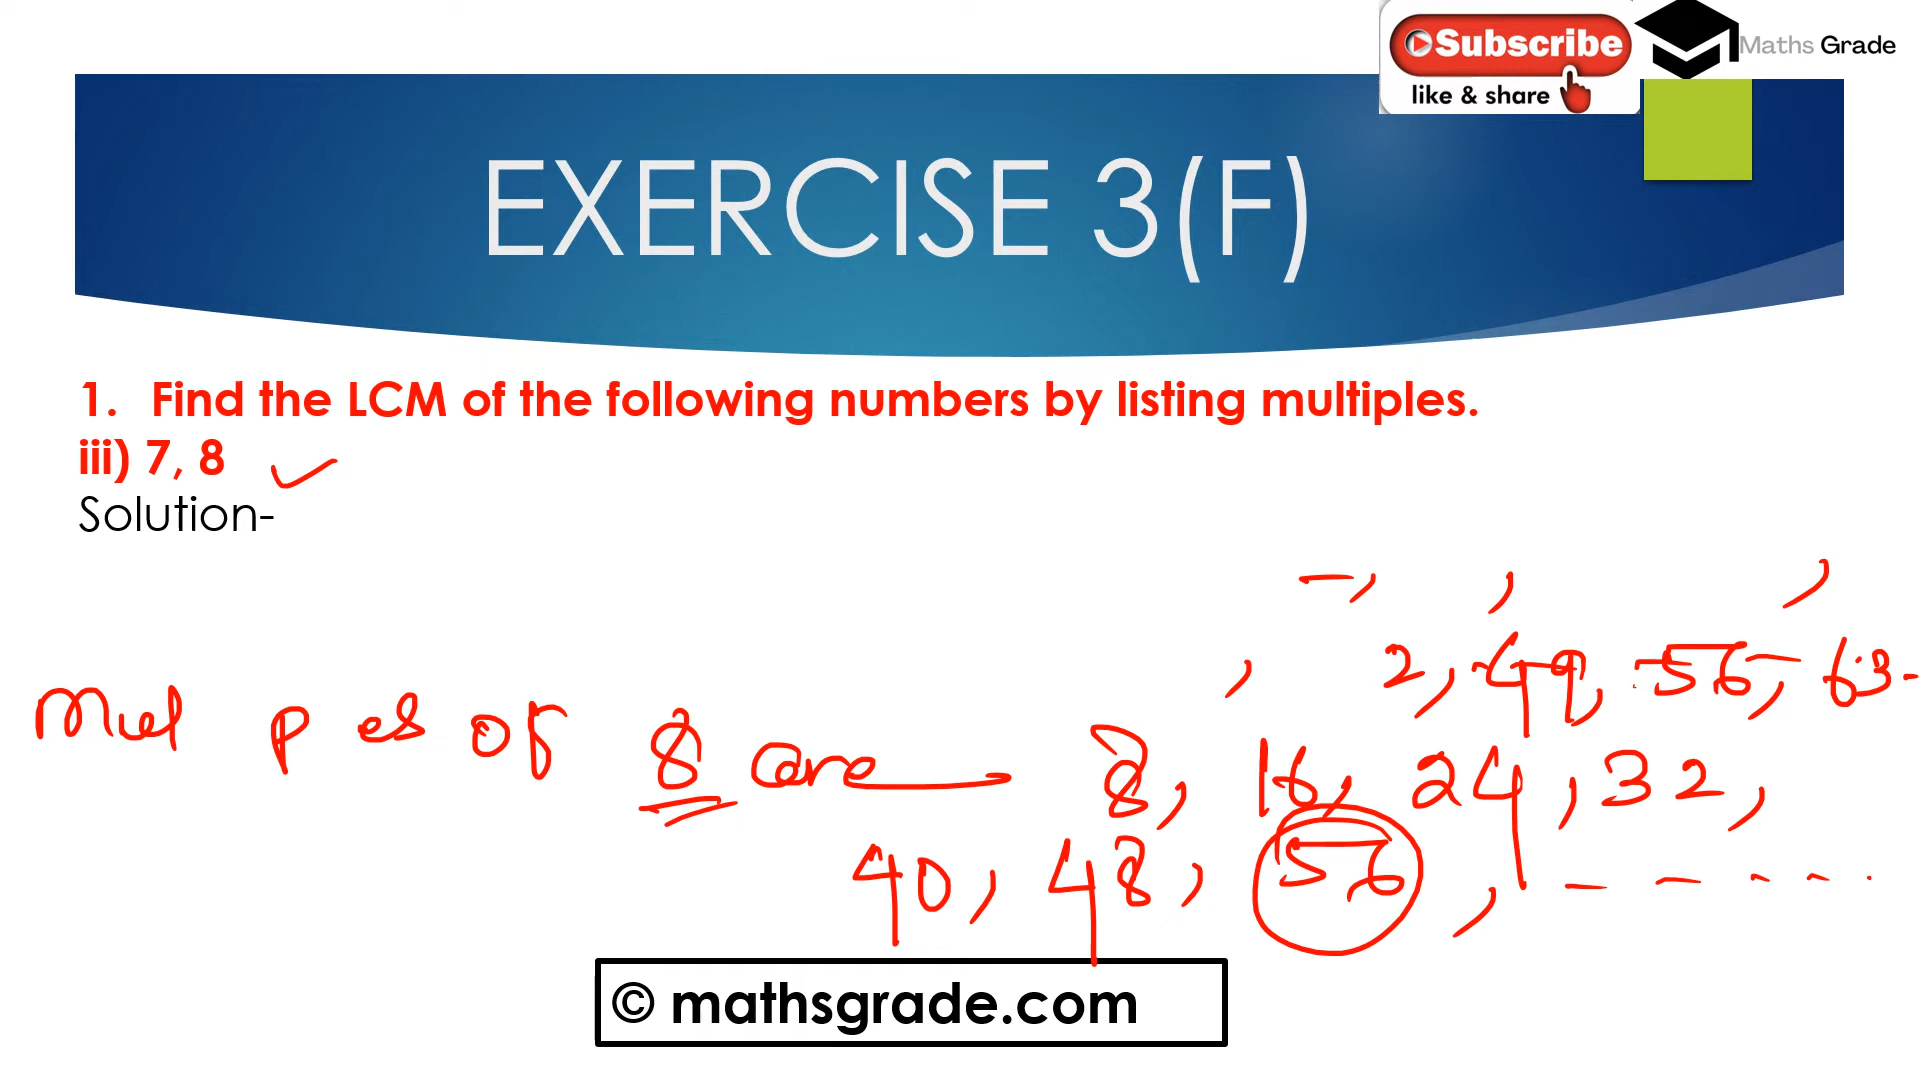 Subscribe
like & share
Maths Grade
EXERCISE 3(F)
1. Find the LCM of the following numbers by listing multiples.
iii) 7, 8
Solution-
-, , ,
, 2, 49, 56, 63-
Mul p es of 8 are 8, 16, 24, 32,
40, 48, 56, - - - - .
© mathsgrade.com